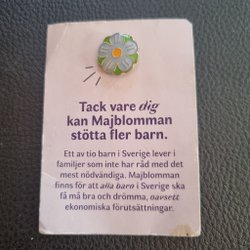 Tack vare dig
kan Majblomman
stötta fler barn.
Ett av tio barn i Sverige lever i
familjer som inte har råd med det
mest nödvändiga. Majblomman
finns för att alla barn i Sverige ska
få må bra och drömma, oavsett
ekonomiska förutsättningar.